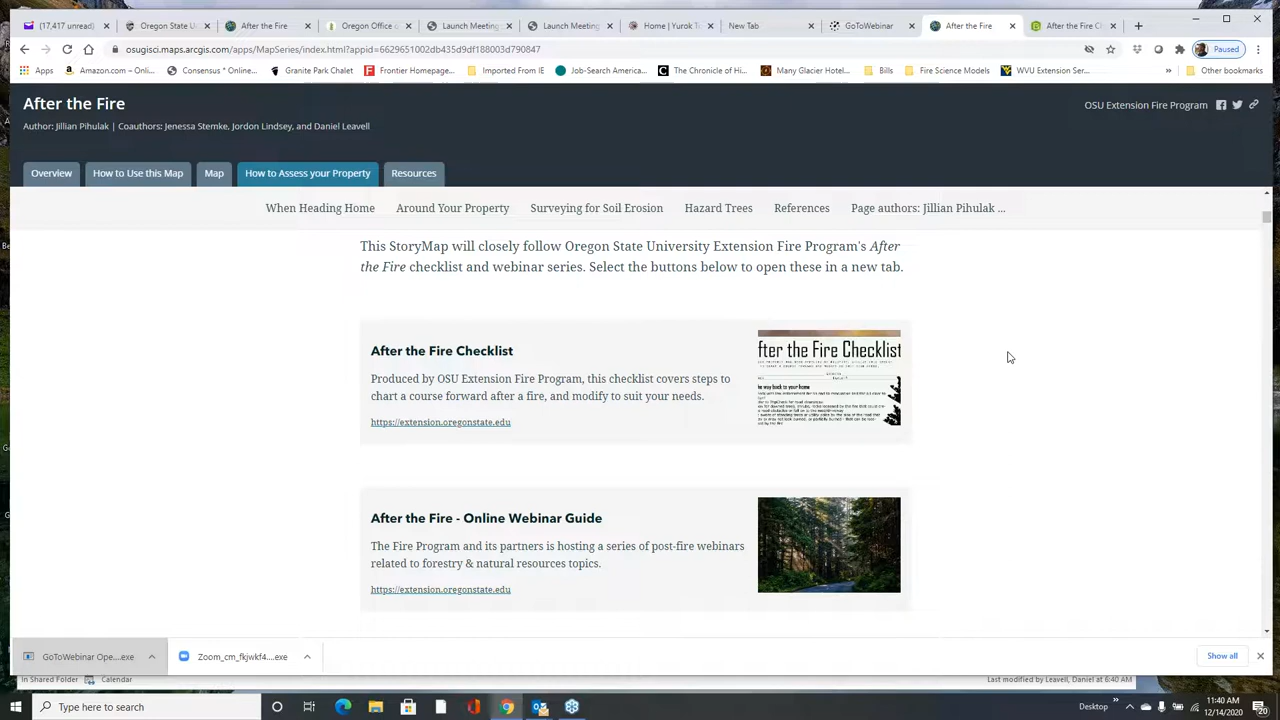 (17,417 unread)
Oregon State U
After the Fire
Oregon Office o
Launch Meeting
Launch Meeting
Home | Yurok T
New Tab
GoToWebinar
After the Fire
After the Fire C
osugisci.maps.arcgis.com/apps/MapSeries/index.html?appid=6629651002db435d9df1889087790847
Paused
Apps
Amazon.com – Onli...
Consensus * Online...
Granite Park Chalet
Frontier Homepage...
Imported From IE
Job-Search America...
The Chronicle of Hi...
Many Glacier Hotel...
Bills
Fire Science Models
WVU Extension Ser...
»
Other bookmarks
After the Fire
OSU Extension Fire Program
Author: Jillian Pihulak | Coauthors: Jenessa Stemke, Jordon Lindsey, and Daniel Leavell
Overview
How to Use this Map
Map
How to Assess your Property
Resources
When Heading Home
Around Your Property
Surveying for Soil Erosion
Hazard Trees
References
Page authors: Jillian Pihulak ...
This StoryMap will closely follow Oregon State University Extension Fire Program's After
the Fire checklist and webinar series. Select the buttons below to open these in a new tab.
After the Fire Checklist
Produced by OSU Extension Fire Program, this checklist covers steps to
chart a course forward after a fire and modify to suit your needs.
https://extension.oregonstate.edu
fter the Fire Checklist
After the Fire - Online Webinar Guide
The Fire Program and its partners is hosting a series of post-fire webinars
related to forestry & natural resources topics.
https://extension.oregonstate.edu
GoToWebinar Ope....exe
Zoom_cm_fkjwkf4....exe
Show all
in Shared Folder
Calendar
Last modified by Leavell, Daniel at 6:40 AM
Type here to search
Desktop
11:40 AM
12/14/2020
20